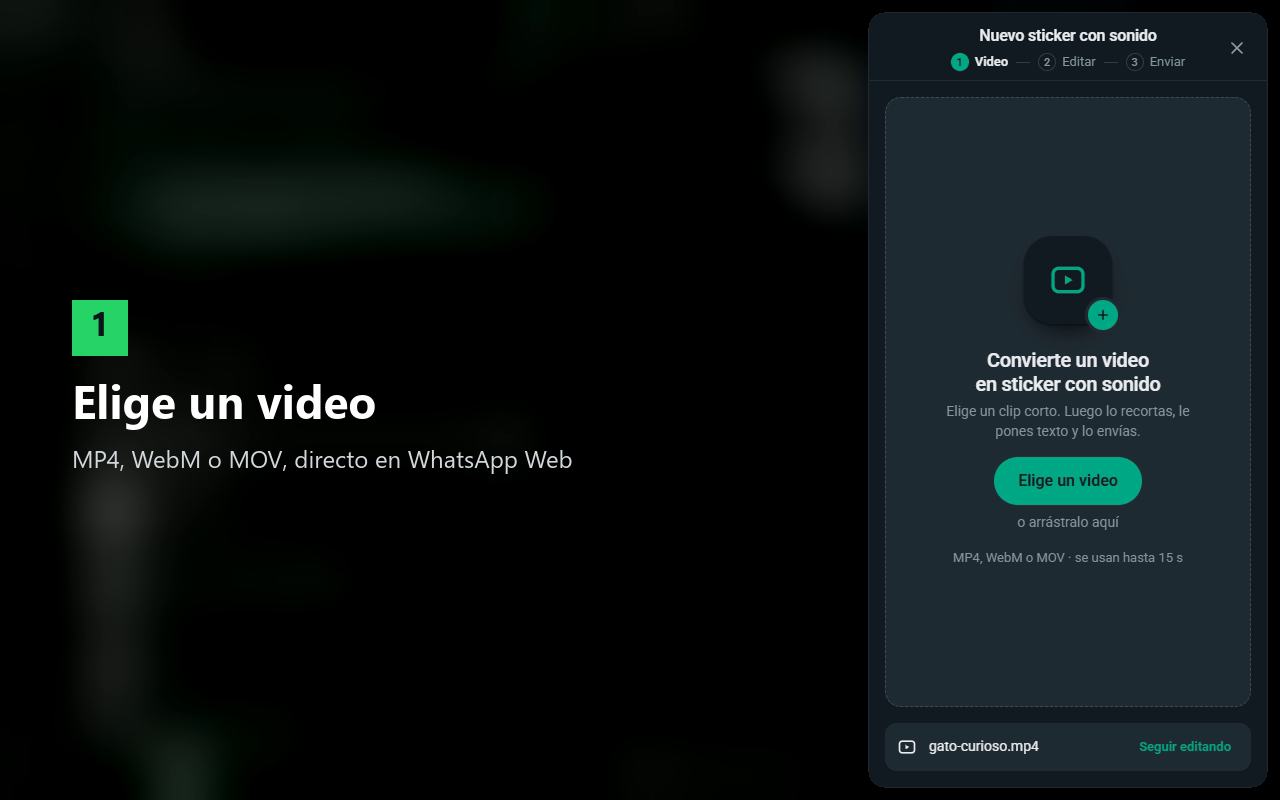 1
Elige un video
MP4, WebM o MOV, directo en WhatsApp Web
Nuevo sticker con sonido
1 Video — 2 Editar — 3 Enviar
Convierte un video
en sticker con sonido
Elige un clip corto. Luego lo recortas, le
pones texto y lo envías.
Elige un video
o arrástralo aquí
MP4, WebM o MOV · se usan hasta 15 s
gato-curioso.mp4 Seguir editando